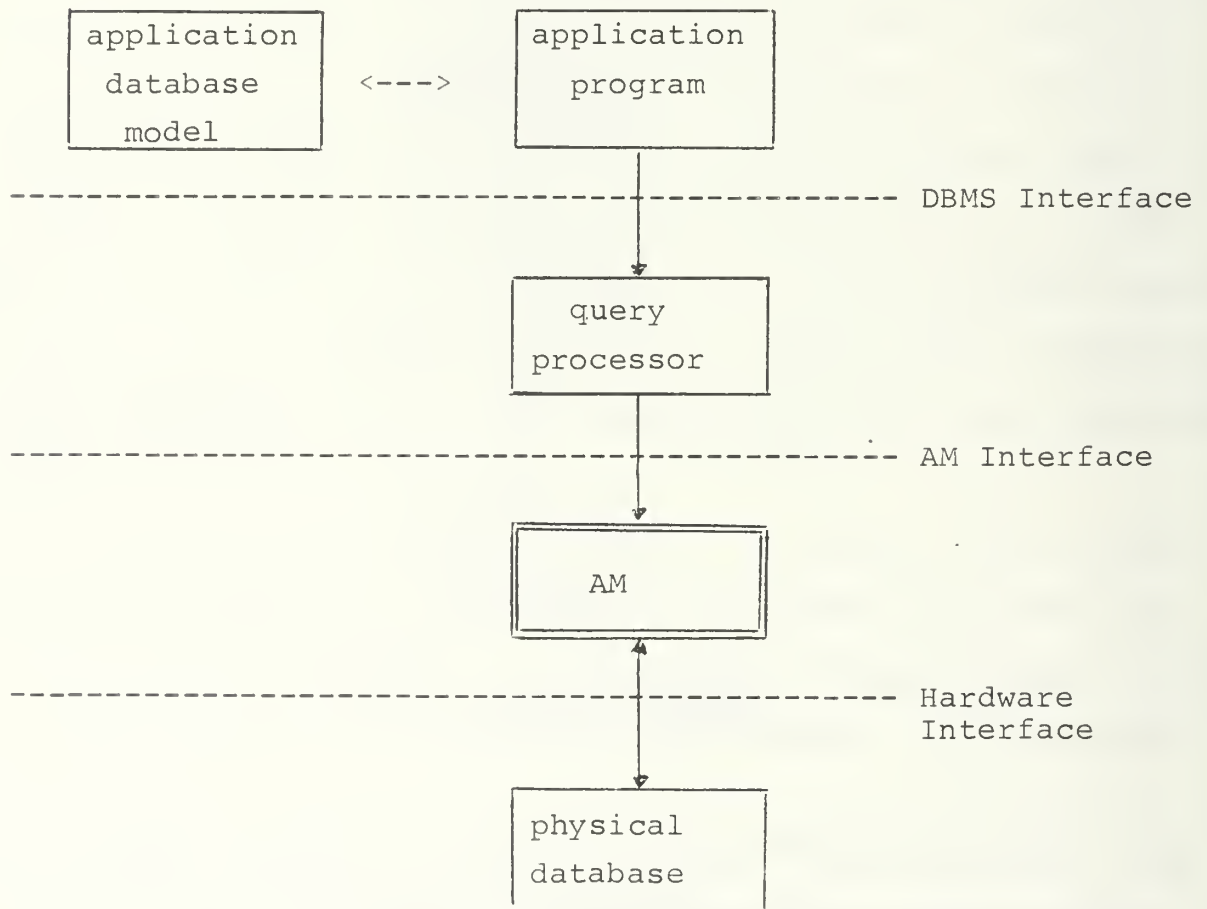 application
database
model
<--->
application
program
DBMS Interface
query
processor
AM Interface
AM
Hardware
Interface
physical
database